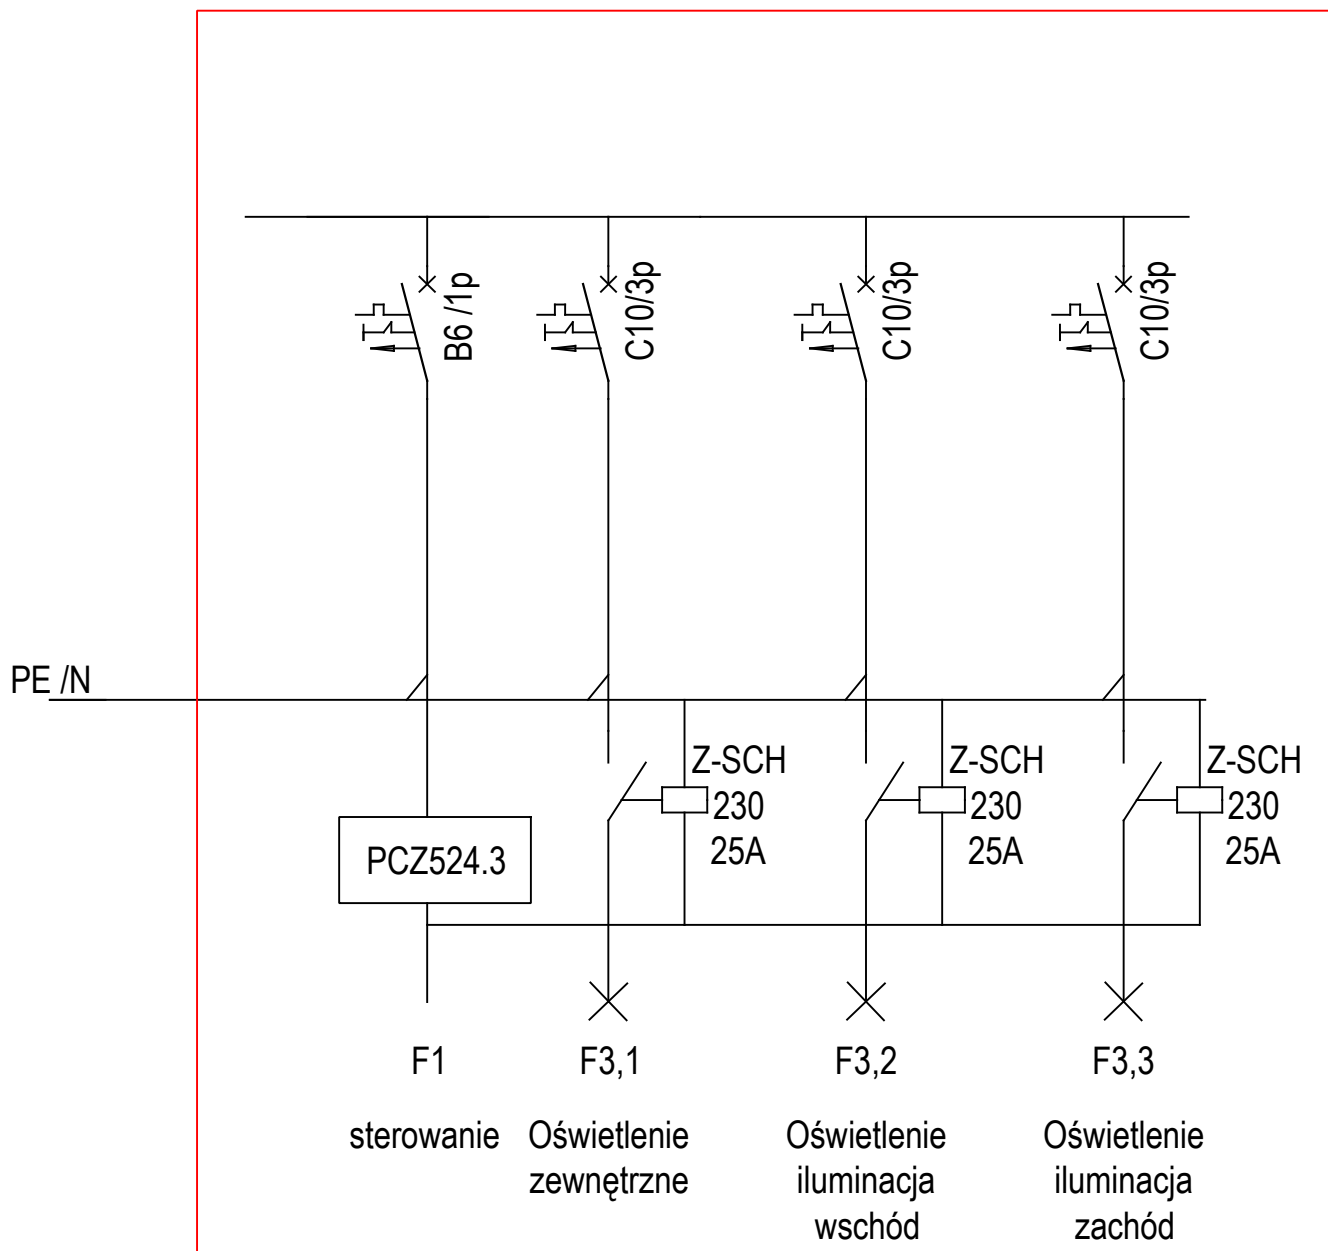 B6 /1p
C10/3p
C10/3p
C10/3p
PE /N
Z-SCH
230
25A
Z-SCH
230
25A
Z-SCH
230
25A
PCZ524.3
F1
F3,1
F3,2
F3,3
sterowanie
Oświetlenie
zewnętrzne
Oświetlenie
iluminacja
wschód
Oświetlenie
iluminacja
zachód